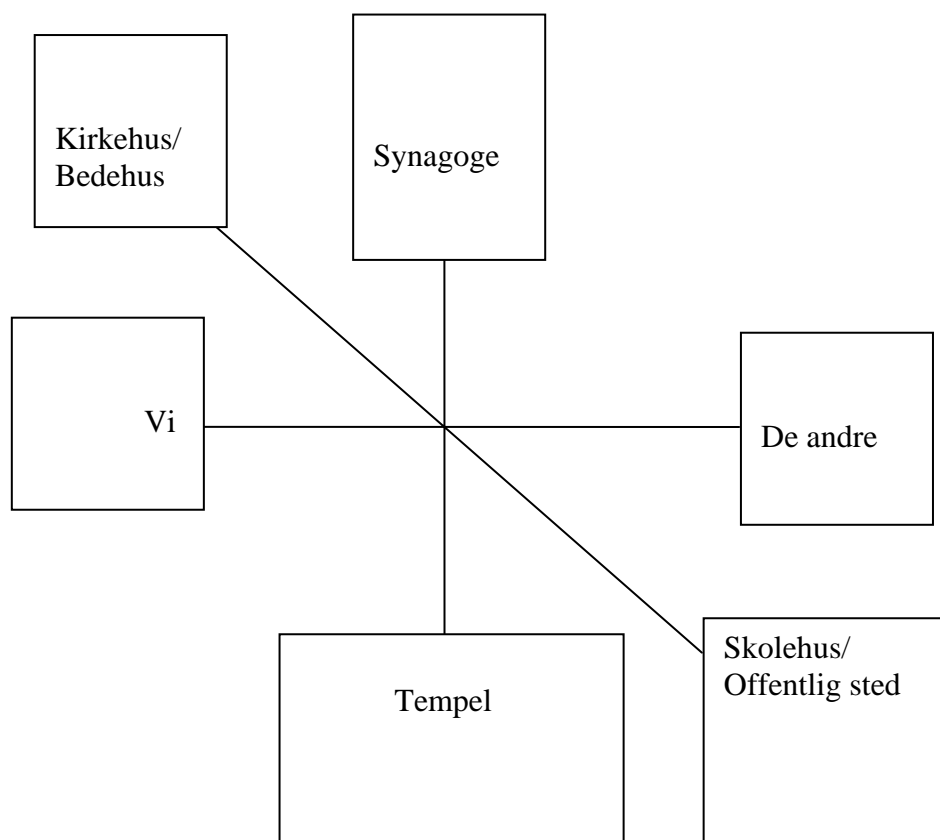 Kirkehus/
Bedehus
Synagoge
Vi
De andre
Tempel
Skolehus/
Offentlig sted